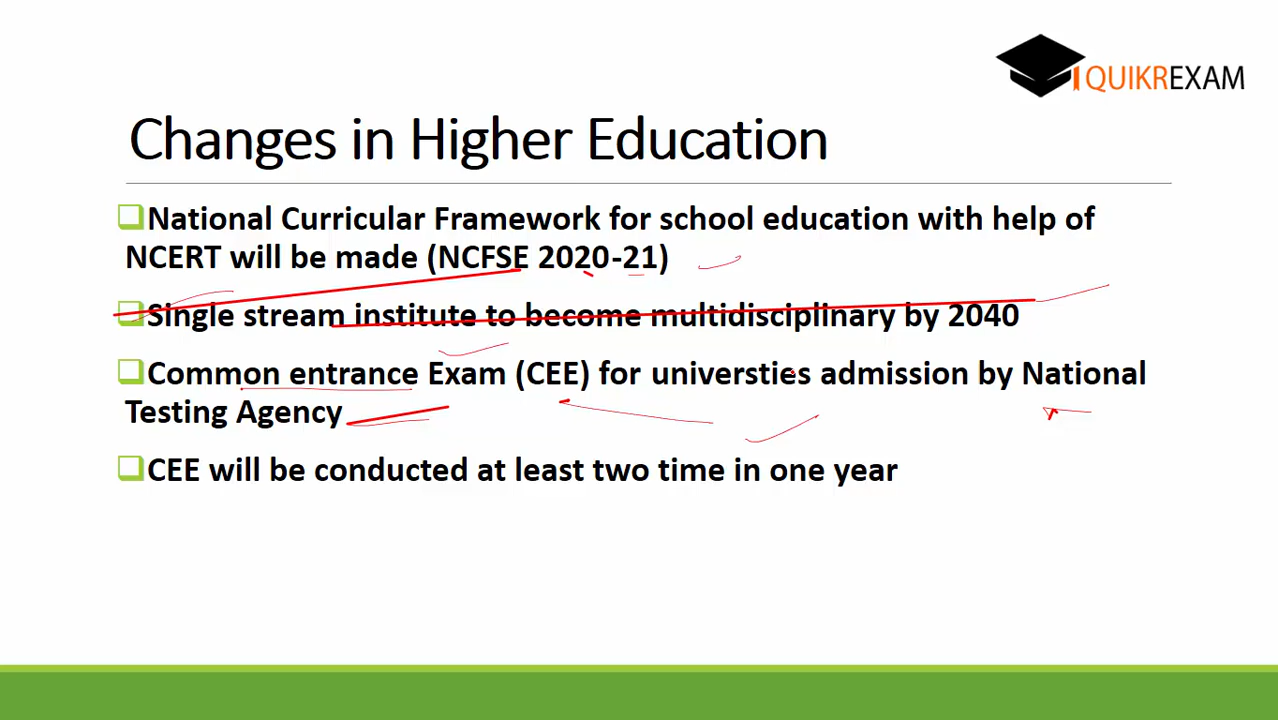 QUIKREXAM
Changes in Higher Education
National Curricular Framework for school education with help of
NCERT will be made (NCFSE 2020-21)
Single stream institute to become multidisciplinary by 2040
Common entrance Exam (CEE) for universties admission by National
Testing Agency
CEE will be conducted at least two time in one year